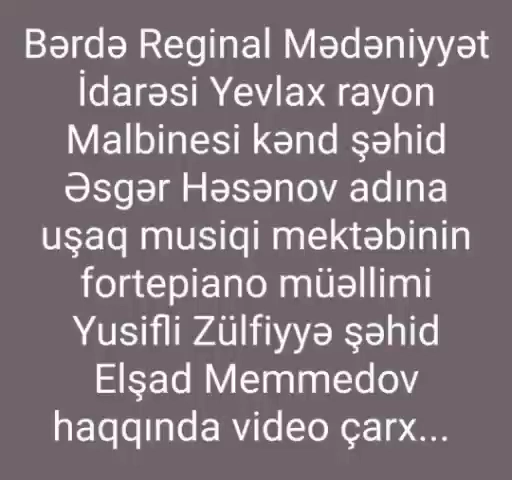 Bərdə Reginal Mədəniyyət
İdarəsi Yevlax rayon
Malbinesi kənd şəhid
Əsgər Həsənov adına
uşaq musiqi mektəbinin
fortepiano müəllimi
Yusifli Zülfiyyə şəhid
Elşad Memmedov
haqqında video çarx...